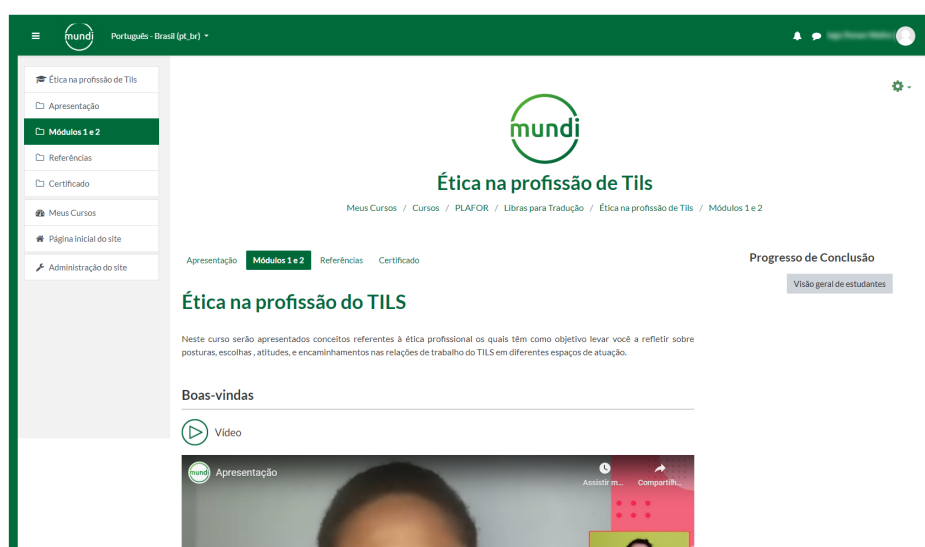 mundi
Português - Brasil (pt_br)
Ética na profissão de Tils
Apresentação
Módulos 1 e 2
Referências
Certificado
Meus Cursos
Página inicial do site
Administração do site
mundi
Ética na profissão de Tils
Meus Cursos / Cursos / PLAFOR / Libras para Tradução / Ética na profissão de Tils / Módulos 1 e 2
Apresentação Módulos 1 e 2 Referências Certificado
Ética na profissão do TILS
Neste curso serão apresentados conceitos referentes à ética profissional os quais têm como objetivo levar você a refletir sobre
posturas, escolhas , atitudes, e encaminhamentos nas relações de trabalho do TILS em diferentes espaços de atuação.
Boas-vindas
Vídeo
mundi Apresentação
Assistir m... Compartilh...
Progresso de Conclusão
Visão geral de estudantes